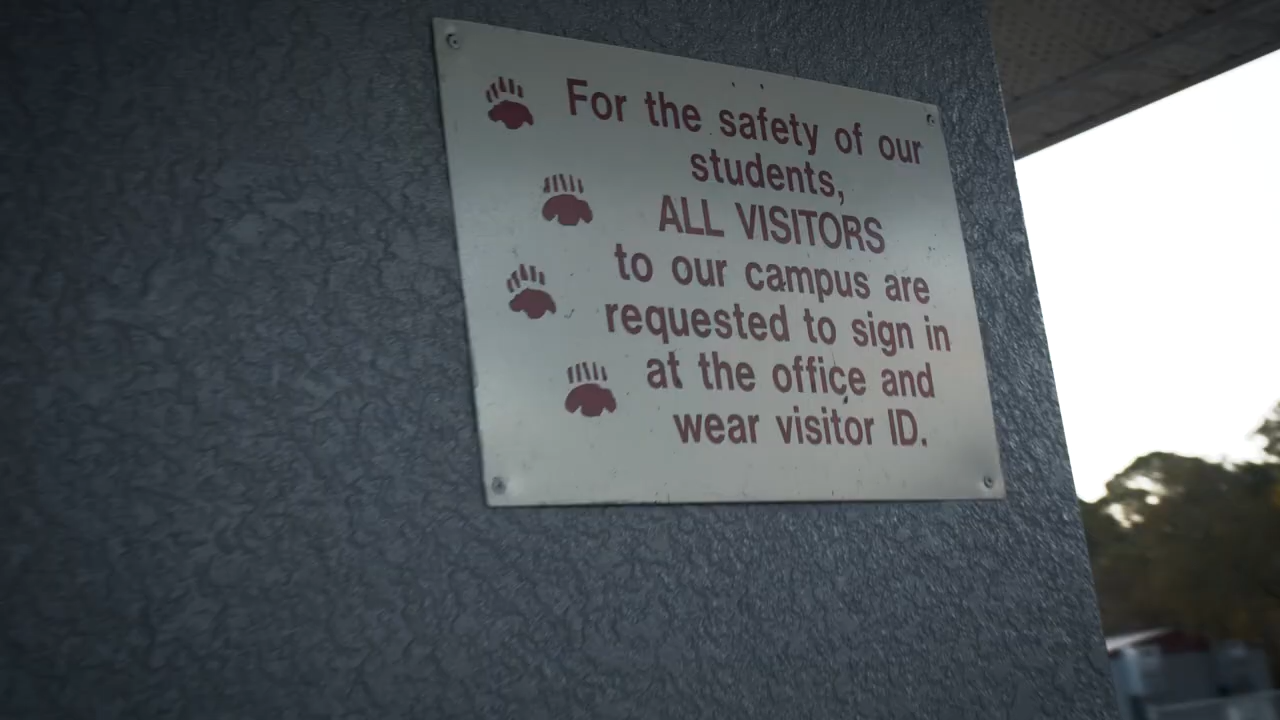 For the safety of our
students,
ALL VISITORS
to our campus are
requested to sign in
at the office and
wear visitor ID.